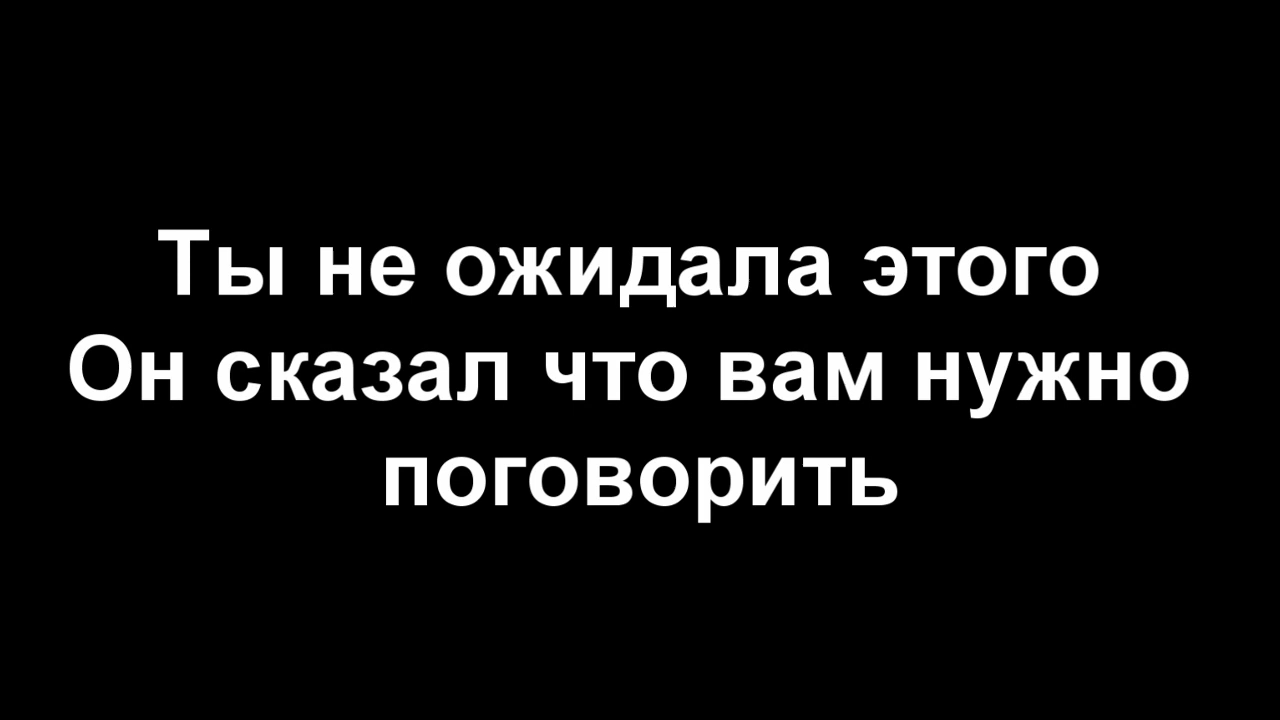 Ты не ожидала этого
Он сказал что вам нужно
поговорить